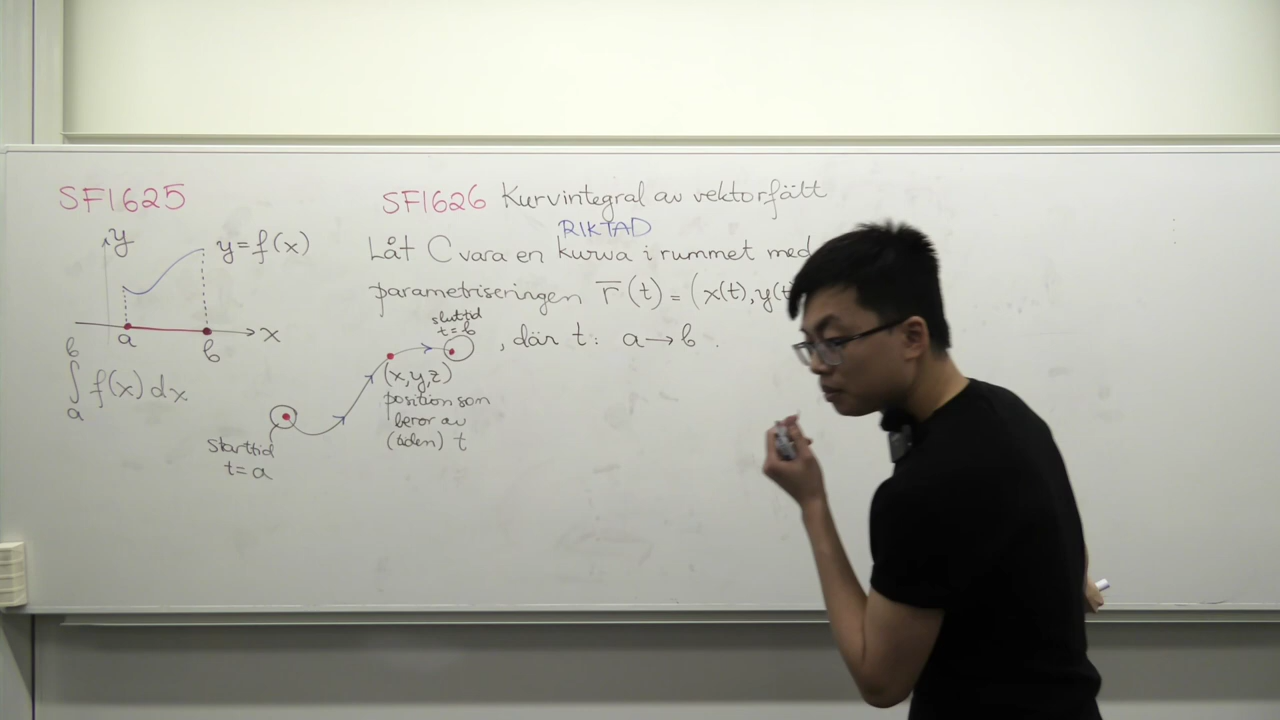 SF1625
y
y=f(x)
a
b
x
∫ₐᵇ f(x) dx
SF1626 Kurvintegral av vektorfält
RIKTAD
Låt C vara en kurva i rummet med
parametriseringen r̅(t) = (x(t), y(t
, där t: a→b .
sluttid
t=b
(x,y,z)
position som
beror av
(tiden) t
Starttid
t=a